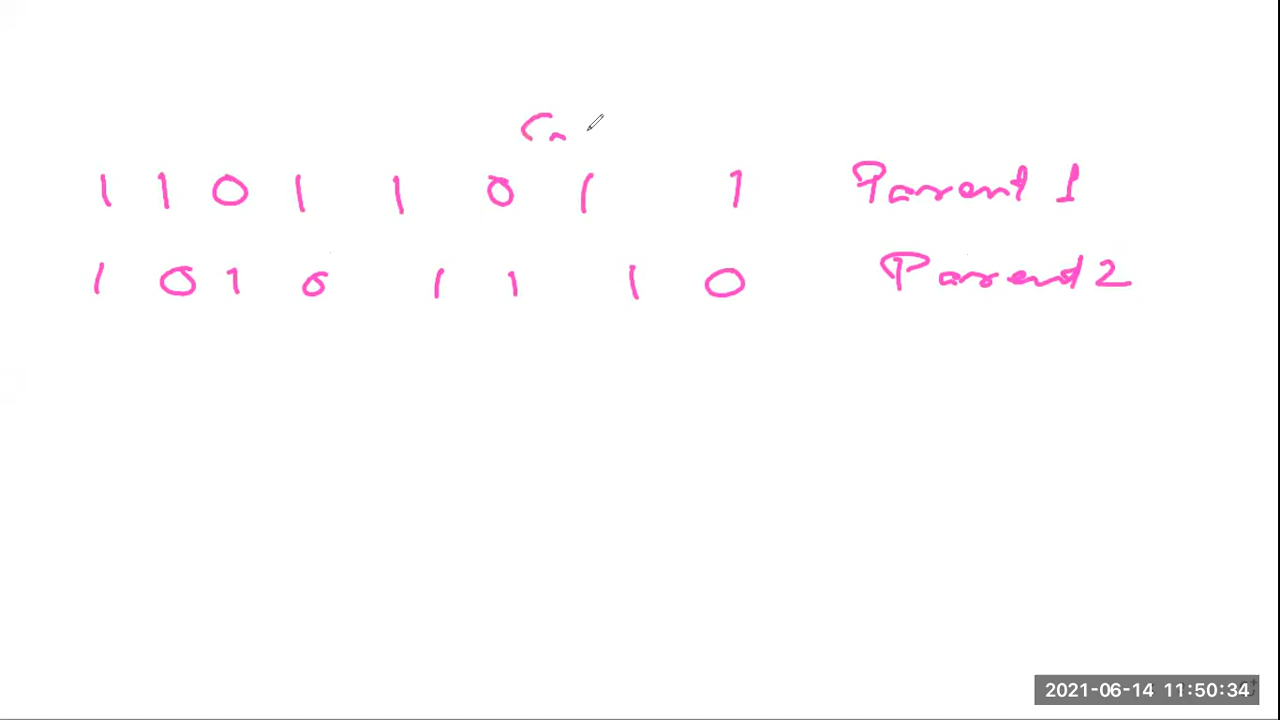 1 1 0 1 1 0 1 1 Parent 1
1 0 1 0 1 1 1 0 Parent 2
2021-06-14 11:50:34